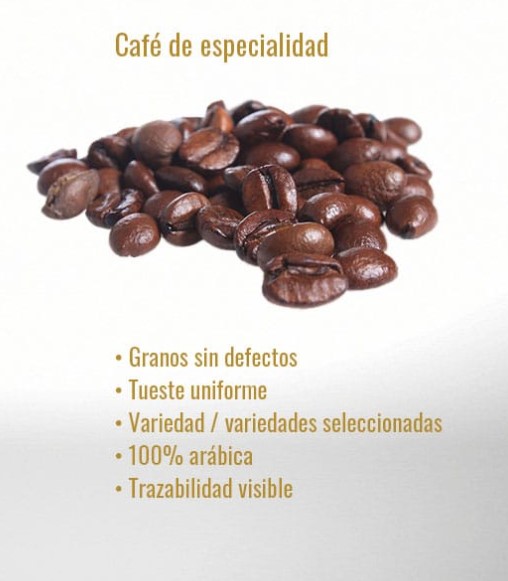 Café de especialidad
• Granos sin defectos
• Tueste uniforme
• Variedad / variedades seleccionadas
• 100% arábica
• Trazabilidad visible